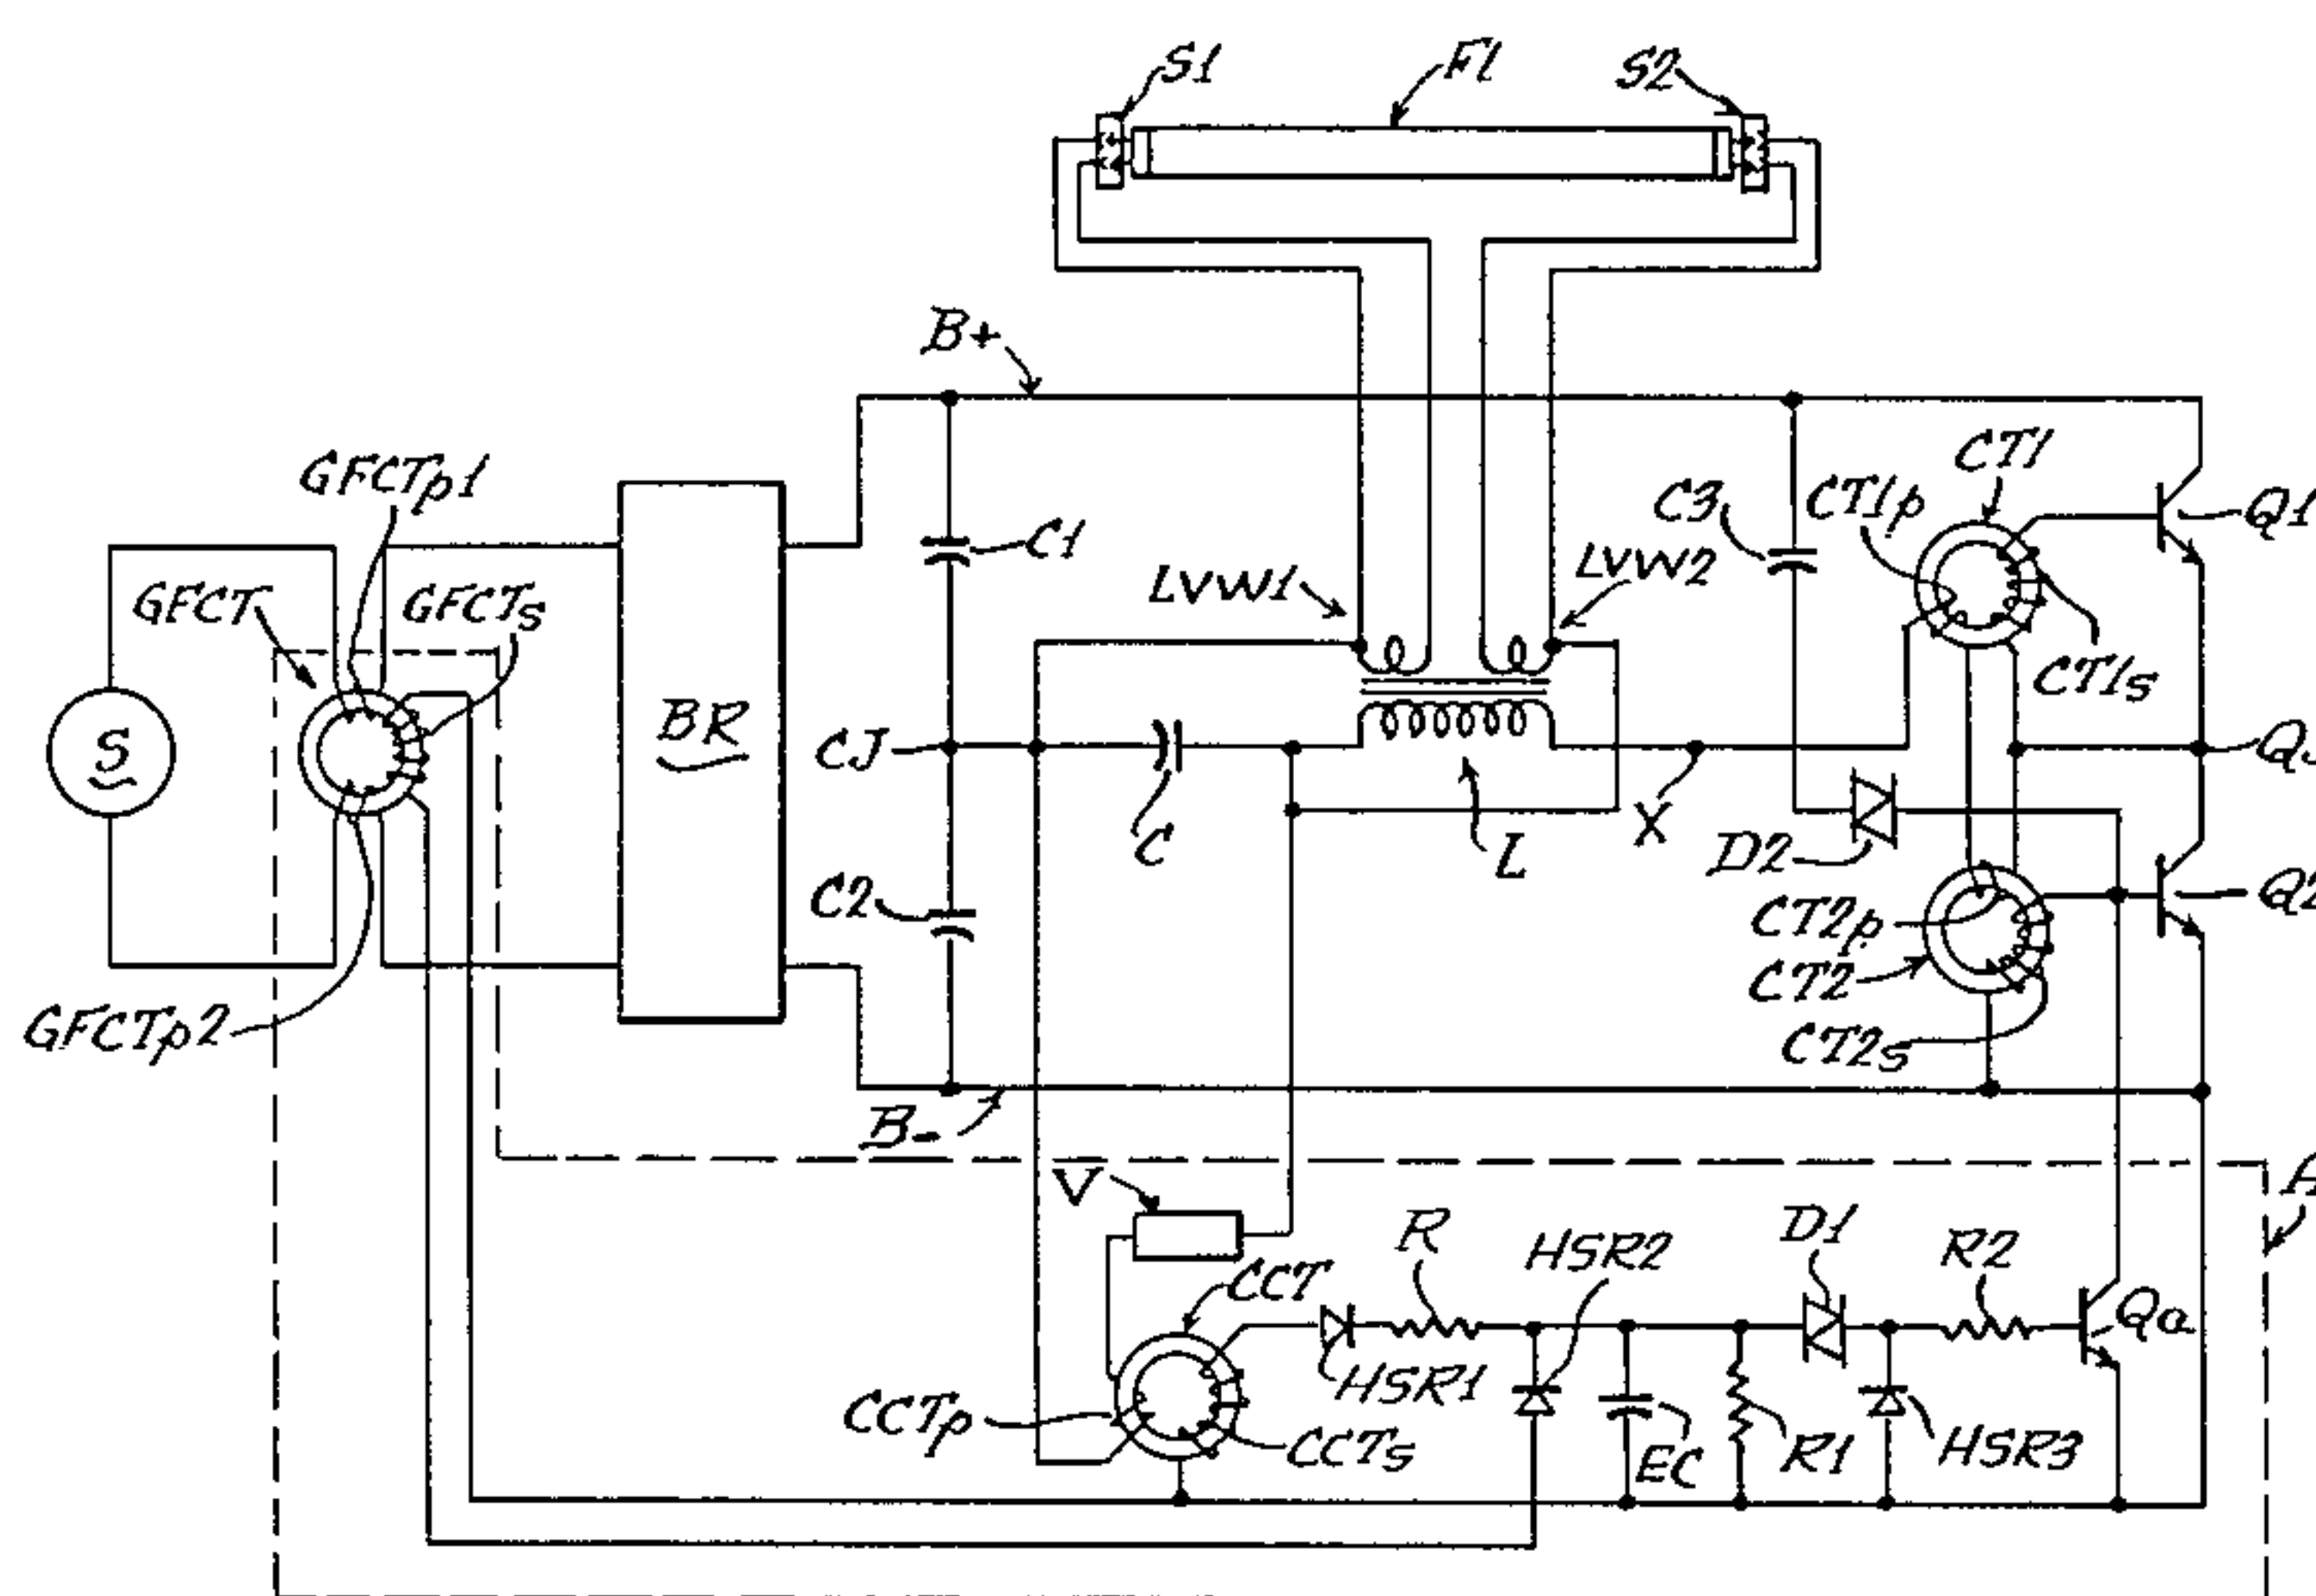 S1
Fl
S2
B+
GFCTp1
CT1
C3
CT1p
Q1
C1
LVW1
LVW2
GFCT
GFCTs
CT1s
S
BR
CJ
C
L
X
D2
C2
CT2p
Q2
CT2
GFCTp2
CT2s
B-
V
R
HSR2
D1
R2
CCT
Qa
HSR1
CCTp
CCTs
EC
R1
HSR3